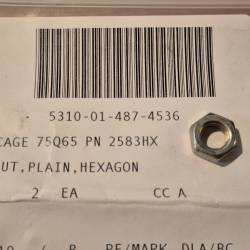 5310-01-487-4536
CAGE 75Q65 PN 2583HX
UT,PLAIN,HEXAGON
2 EA CC A